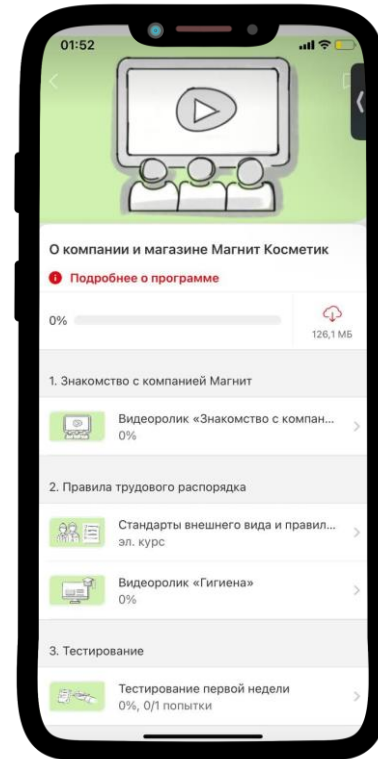 01:52
О компании и магазине Магнит Косметик
Подробнее о программе
0%
126,1 МБ
1. Знакомство с компанией Магнит
Видеоролик «Знакомство с компан...
0%
2. Правила трудового распорядка
Стандарты внешнего вида и правил...
эл. курс
Видеоролик «Гигиена»
0%
3. Тестирование
Тестирование первой недели
0%, 0/1 попытки